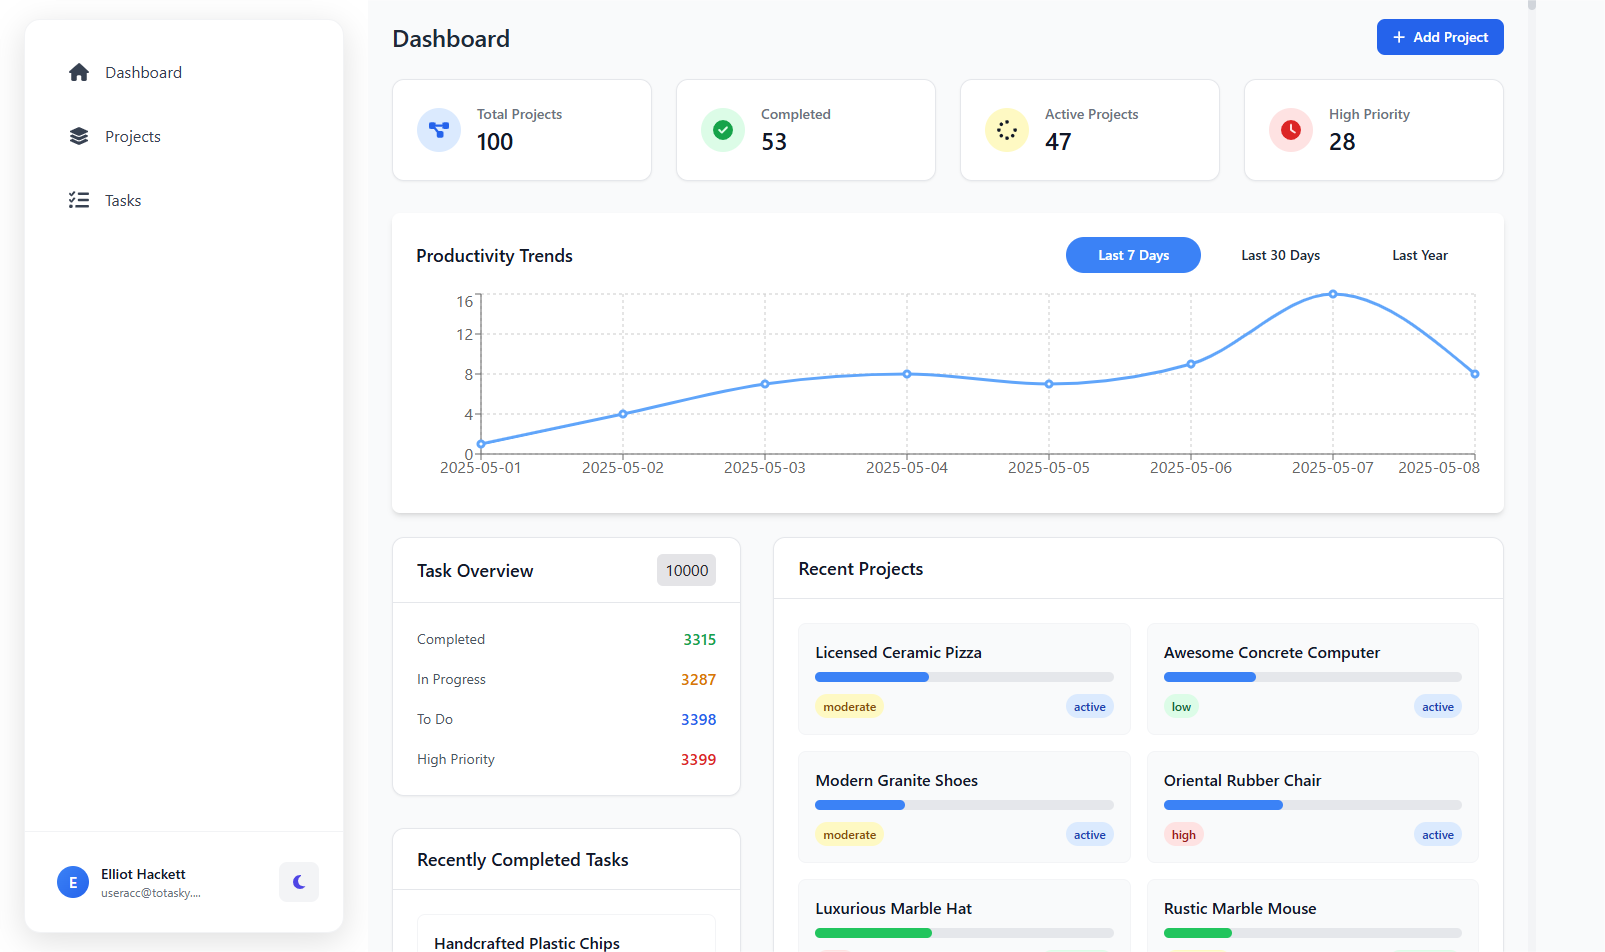 Dashboard
Projects
Tasks
Elliot Hackett
E
useracc@totasky....
Dashboard
Add Project
Total Projects
100
Completed
53
Active Projects
47
High Priority
28
Productivity Trends
Last 7 Days
Last 30 Days
Last Year
16
12
8
4
0
2025-05-01
2025-05-02
2025-05-03
2025-05-04
2025-05-05
2025-05-06
2025-05-07
2025-05-08
Task Overview
10000
Completed
3315
In Progress
3287
To Do
3398
High Priority
3399
Recently Completed Tasks
Handcrafted Plastic Chips
Recent Projects
Licensed Ceramic Pizza
moderate
active
Awesome Concrete Computer
low
active
Modern Granite Shoes
moderate
active
Oriental Rubber Chair
high
active
Luxurious Marble Hat
Rustic Marble Mouse